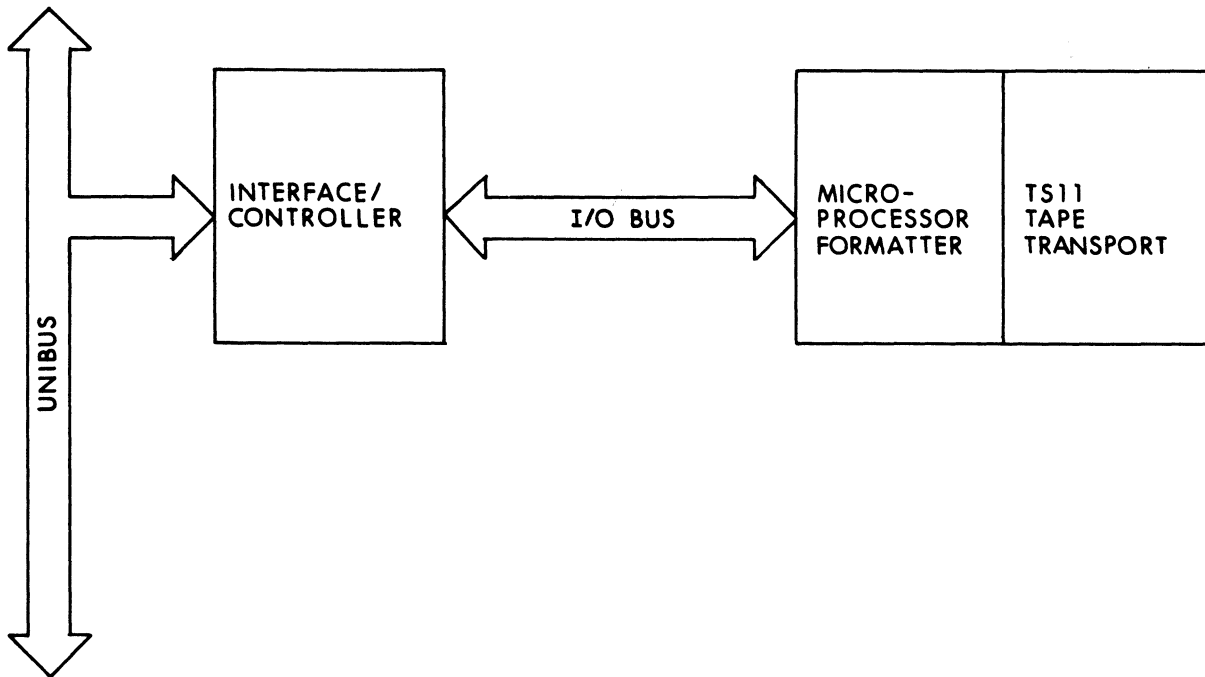 INTERFACE/
CONTROLLER
I/O BUS
MICRO-
PROCESSOR
FORMATTER
TS11
TAPE
TRANSPORT
UNIBUS